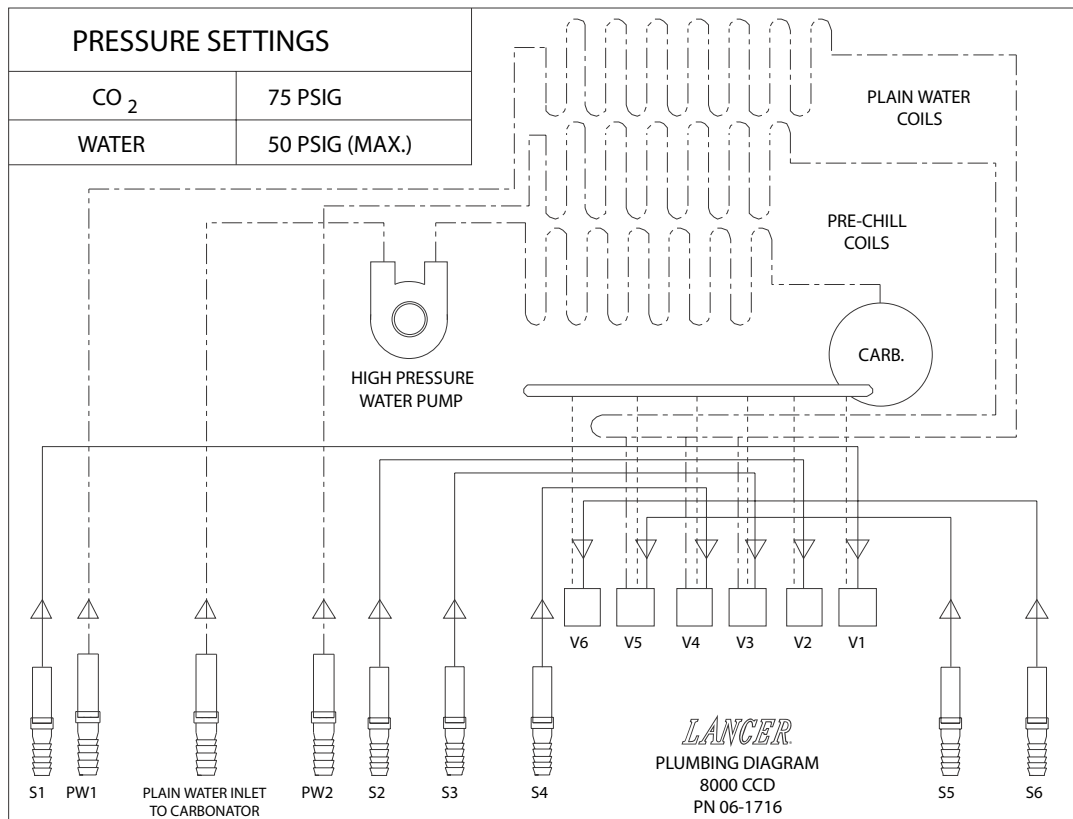 PRESSURE SETTINGS
CO 2 75 PSIG
WATER 50 PSIG (MAX.)
PLAIN WATER
COILS
PRE-CHILL
COILS
CARB.
HIGH PRESSURE
WATER PUMP
V6 V5 V4 V3 V2 V1
LANCER
PLUMBING DIAGRAM
8000 CCD
PN 06-1716
S1 PW1 PLAIN WATER INLET
TO CARBONATOR
PW2 S2 S3 S4 S5 S6